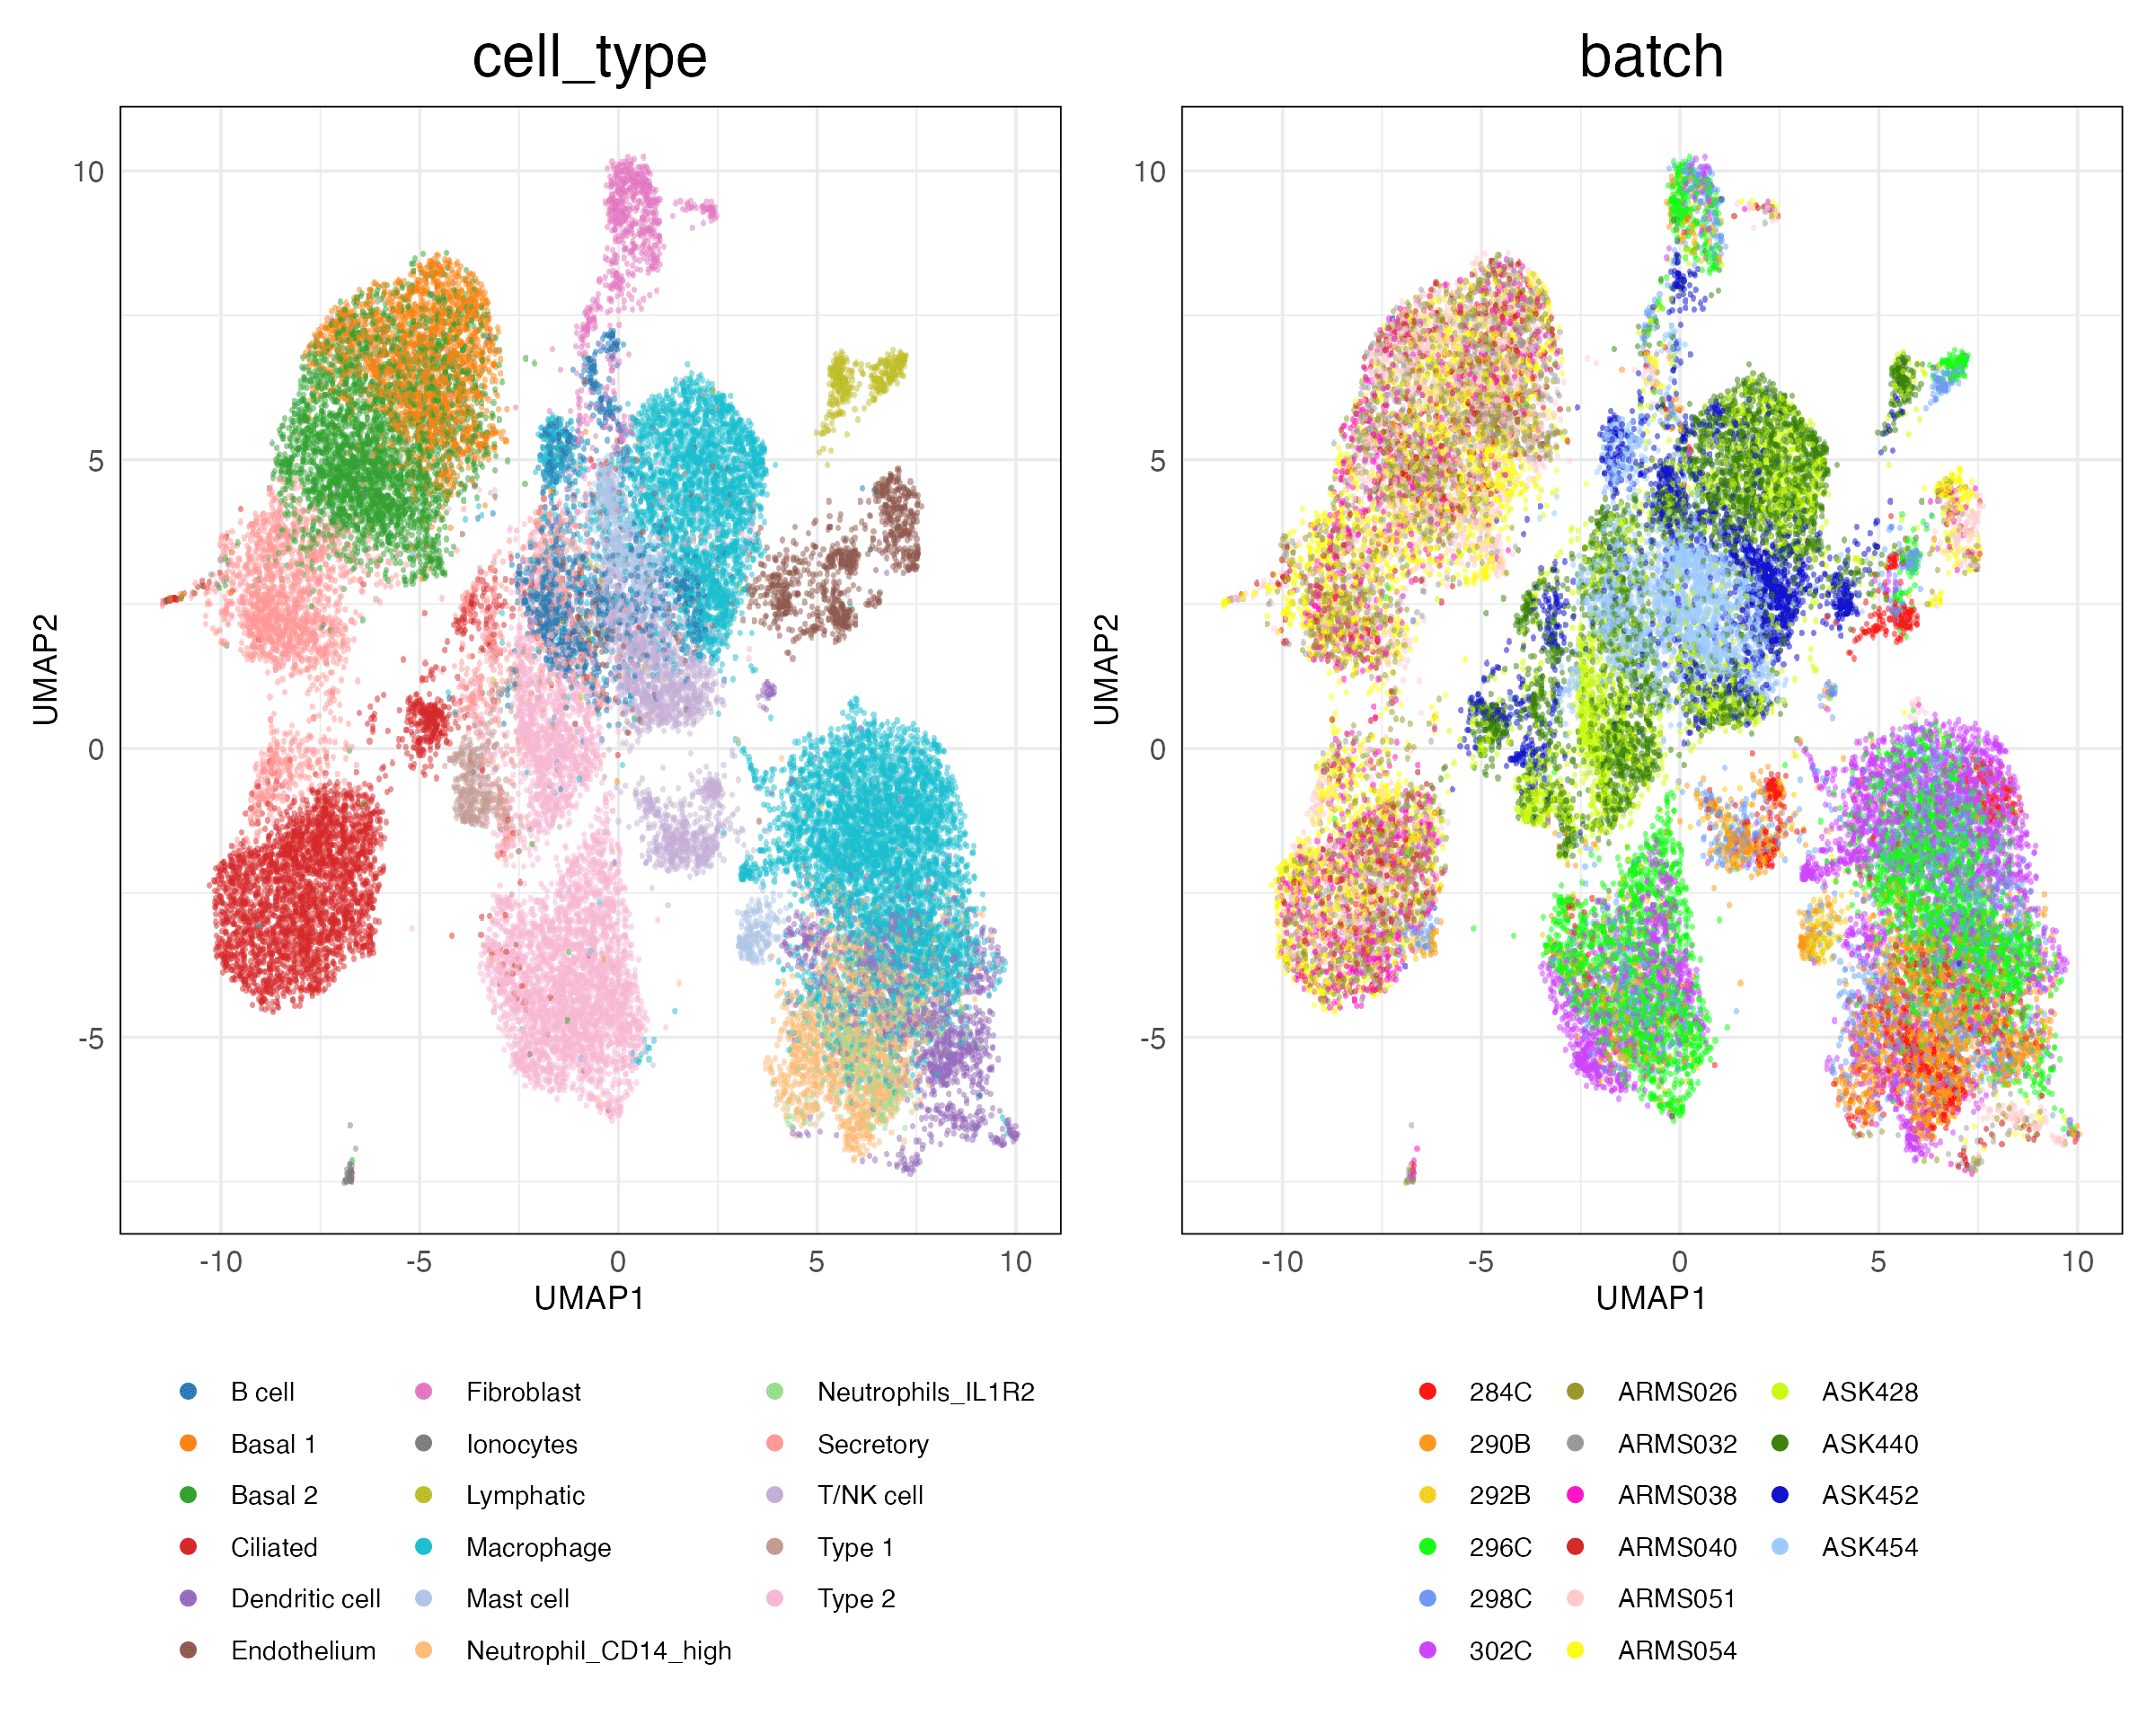 cell_type
batch
10
5
0
-5
UMAP2
-10 -5 0 5 10
UMAP1
10
5
0
-5
UMAP2
-10 -5 0 5 10
UMAP1
B cell
Basal 1
Basal 2
Ciliated
Dendritic cell
Endothelium
Fibroblast
Ionocytes
Lymphatic
Macrophage
Mast cell
Neutrophil_CD14_high
Neutrophils_IL1R2
Secretory
T/NK cell
Type 1
Type 2
284C
290B
292B
296C
298C
302C
ARMS026
ARMS032
ARMS038
ARMS040
ARMS051
ARMS054
ASK428
ASK440
ASK452
ASK454